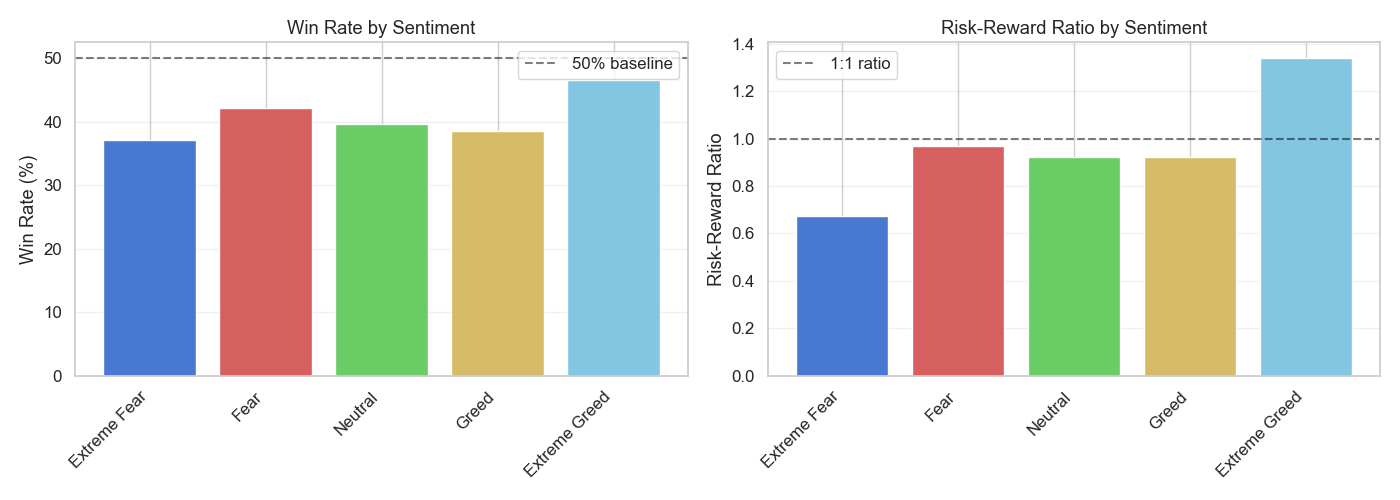 Win Rate by Sentiment
50
40
30
20
10
0
Win Rate (%)
50% baseline
Extreme Fear
Fear
Neutral
Greed
Extreme Greed
Risk-Reward Ratio by Sentiment
1.4
1.2
1.0
0.8
0.6
0.4
0.2
0.0
Risk-Reward Ratio
1:1 ratio
Extreme Fear
Fear
Neutral
Greed
Extreme Greed